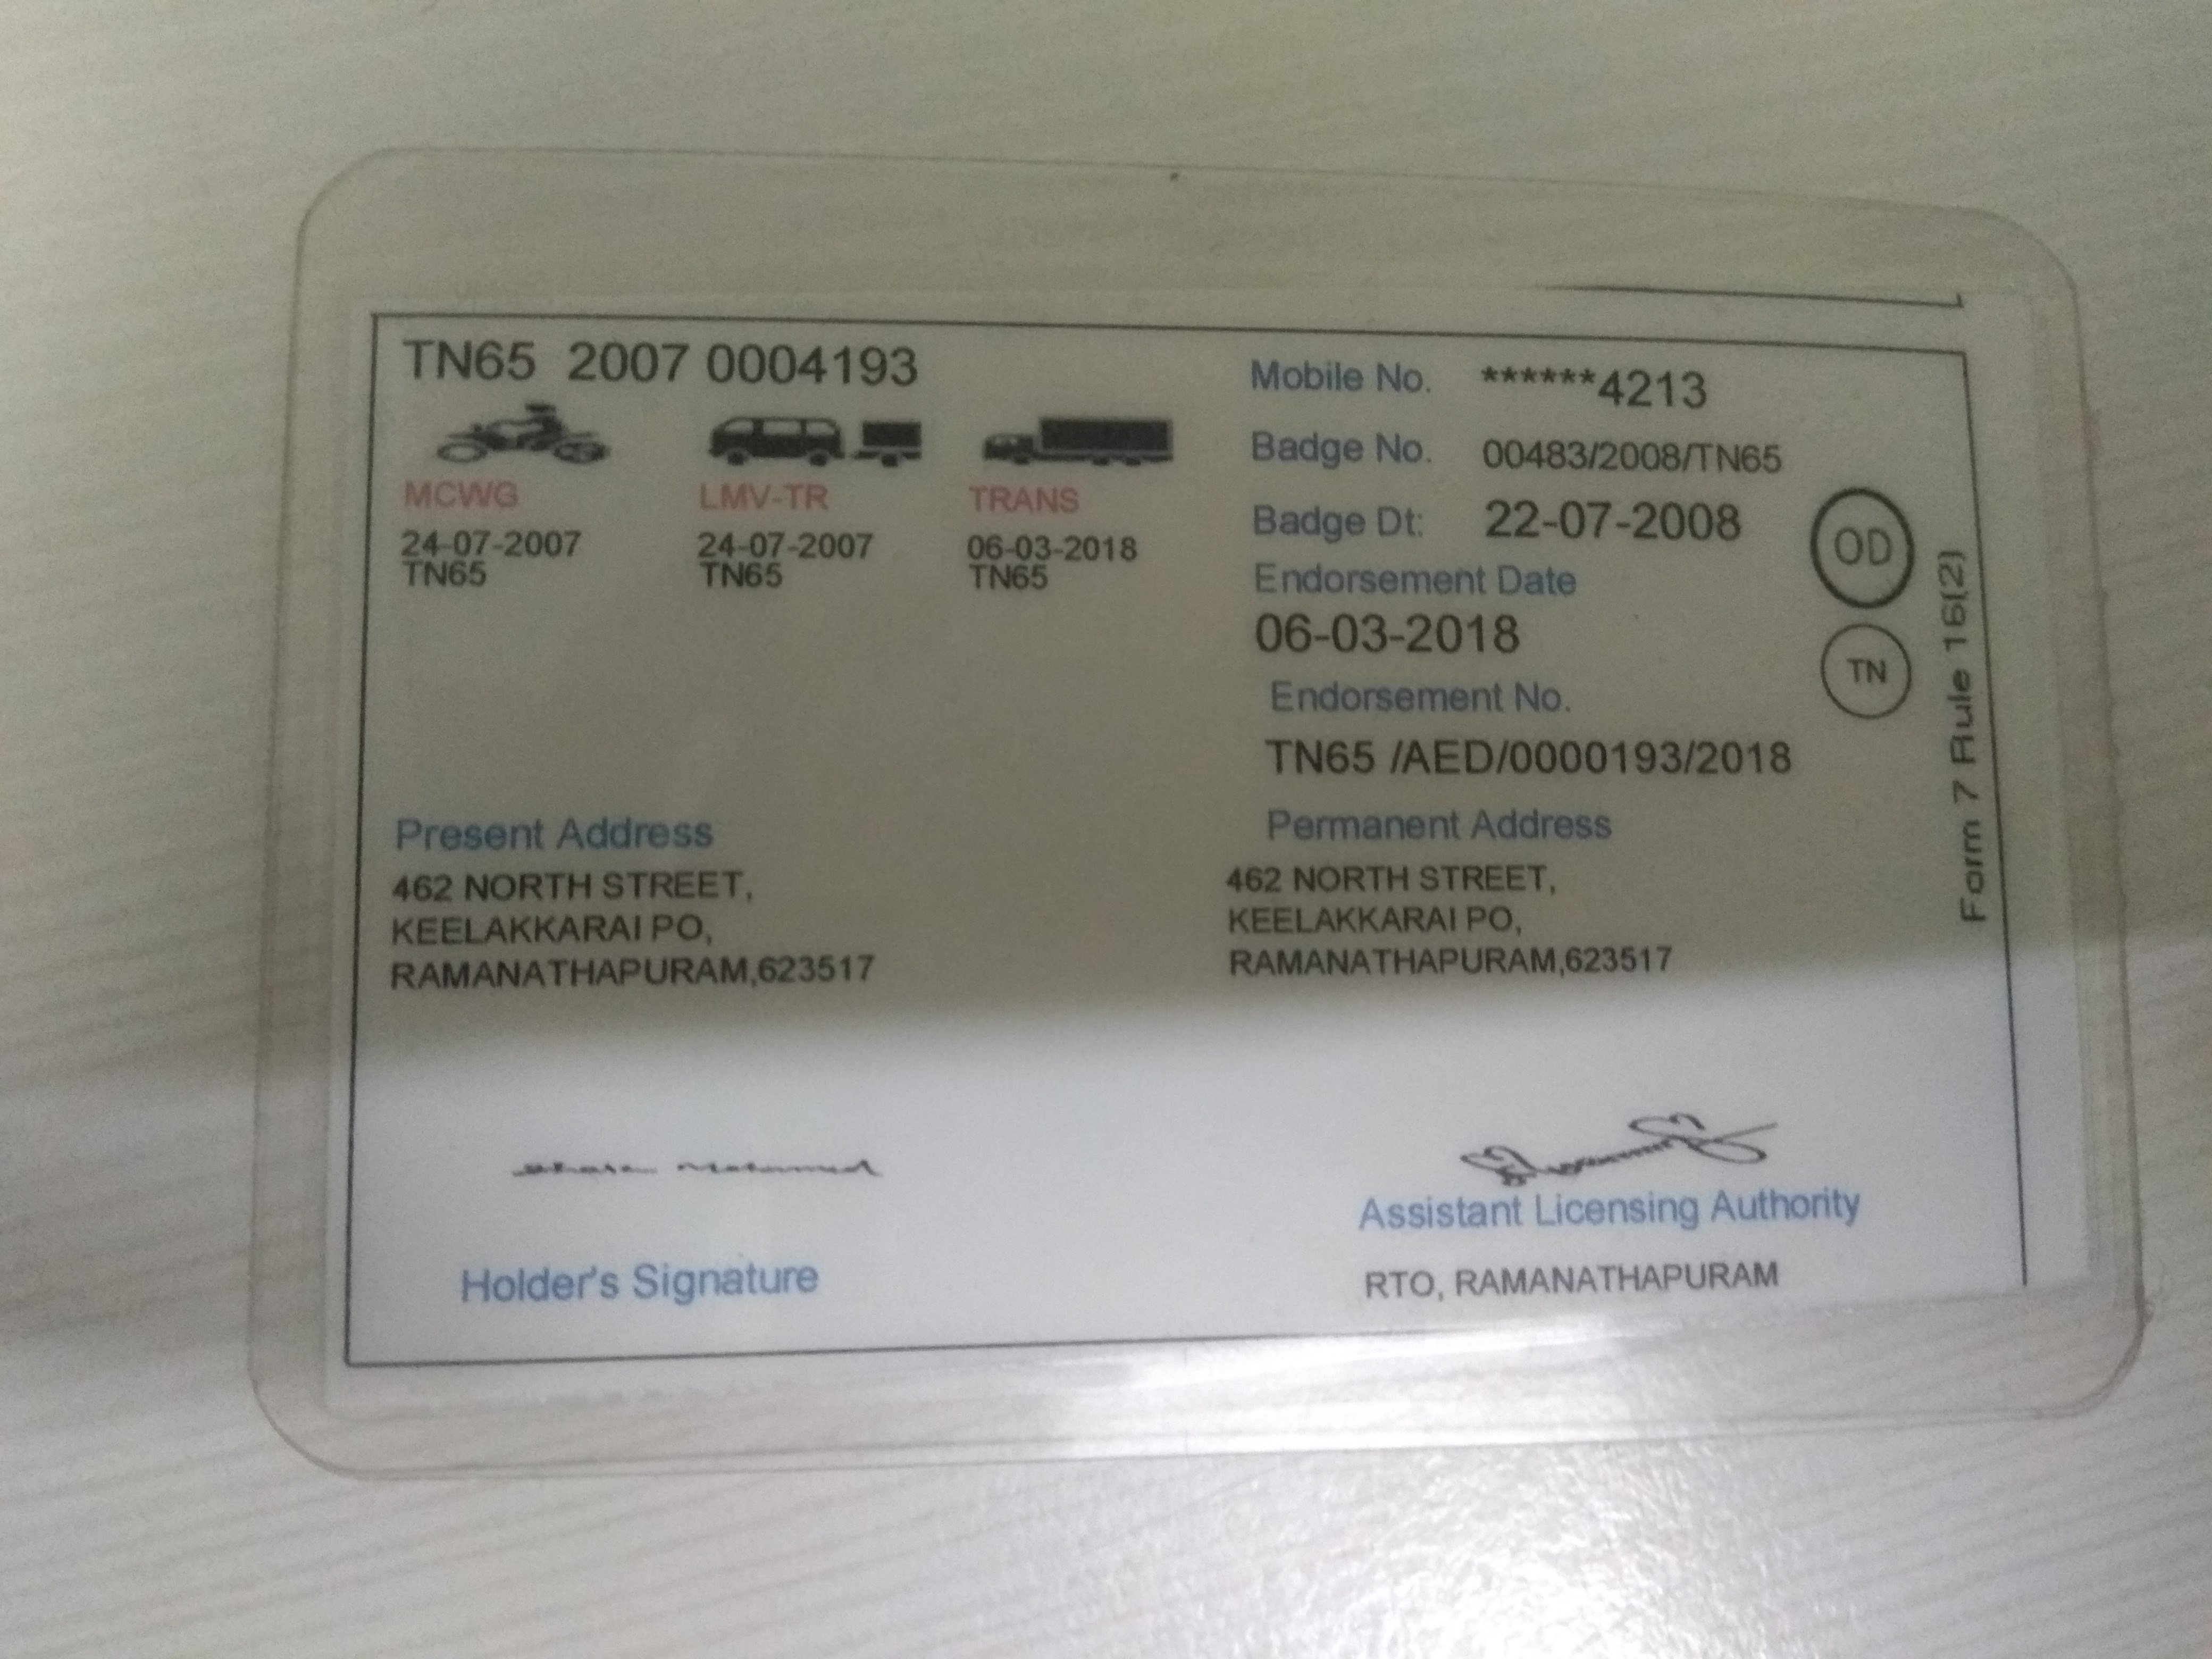 TN65 2007 0004193
MCWG LMV-TR TRANS
24-07-2007 24-07-2007 06-03-2018
TN65 TN65 TN65
Mobile No. ******4213
Badge No. 00483/2008/TN65
Badge Dt: 22-07-2008
Endorsement Date
06-03-2018
Endorsement No.
TN65 /AED/0000193/2018
OD
TN
Form 7 Rule 16(2)
Present Address
462 NORTH STREET,
KEELAKKARAI PO,
RAMANATHAPURAM,623517
Permanent Address
462 NORTH STREET,
KEELAKKARAI PO,
RAMANATHAPURAM,623517
Holder's Signature
Assistant Licensing Authority
RTO, RAMANATHAPURAM